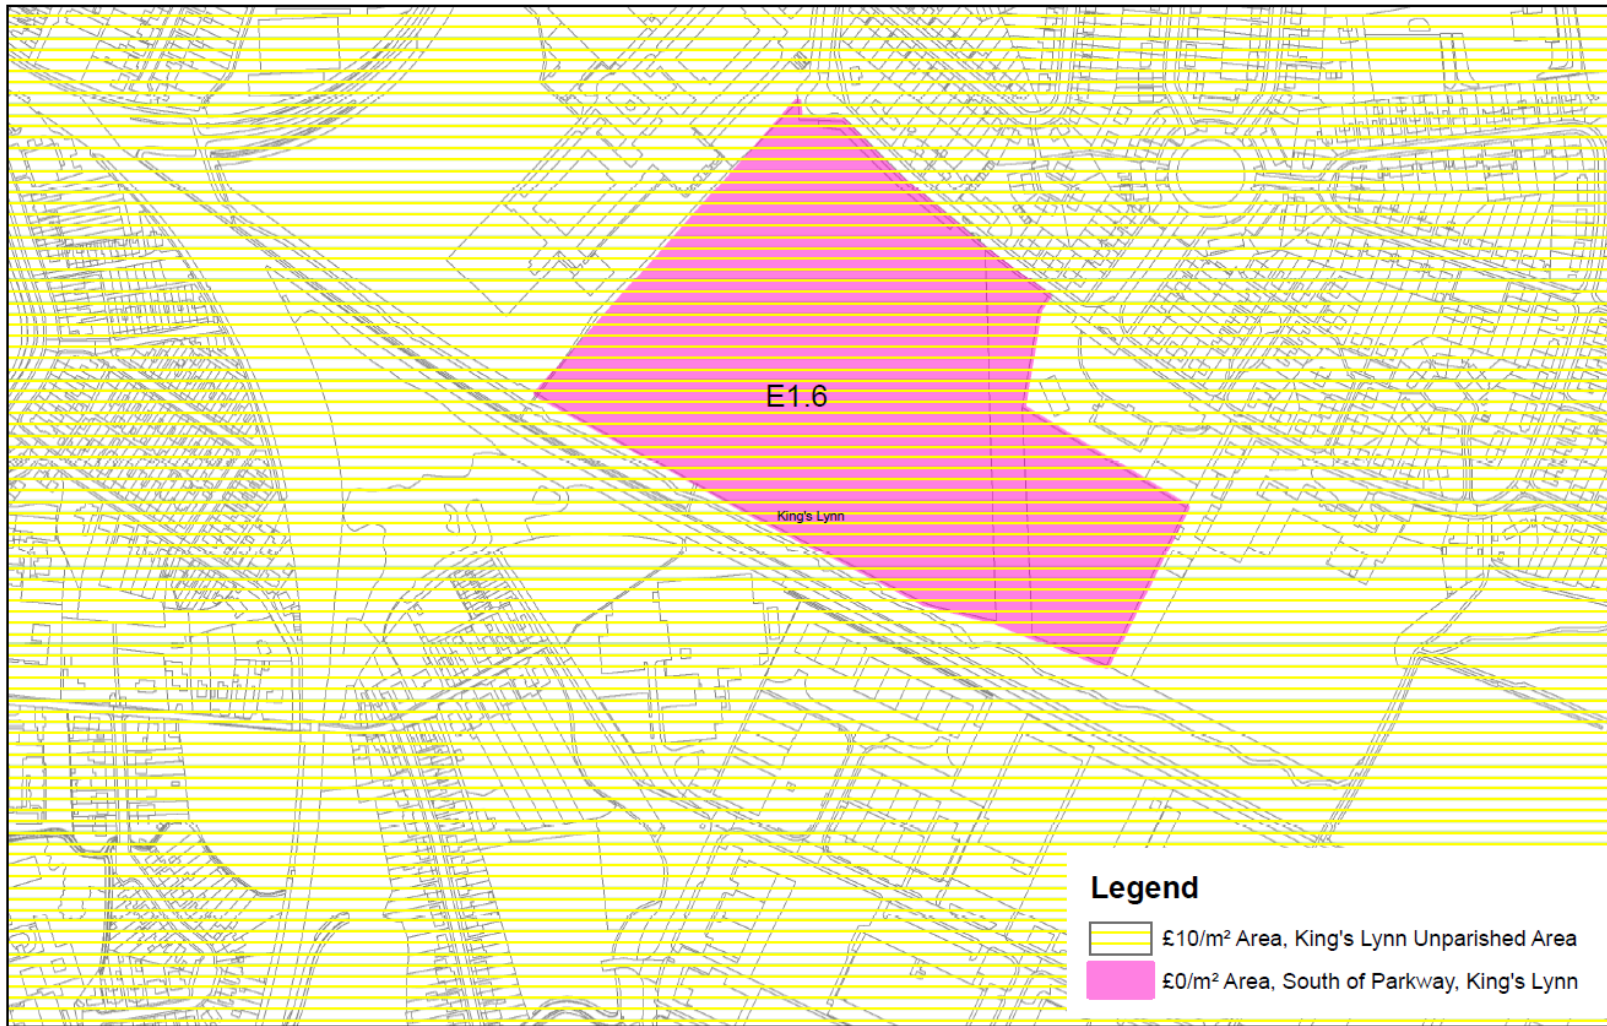 E1.6
King's Lynn
Legend
£10/m² Area, King's Lynn Unparished Area
£0/m² Area, South of Parkway, King's Lynn